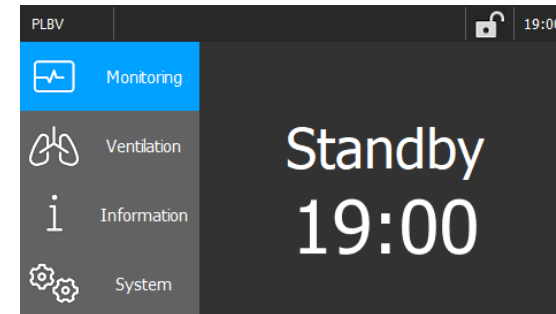 PLBV
19:00
Monitoring
Ventilation
Information
System
Standby
19:00